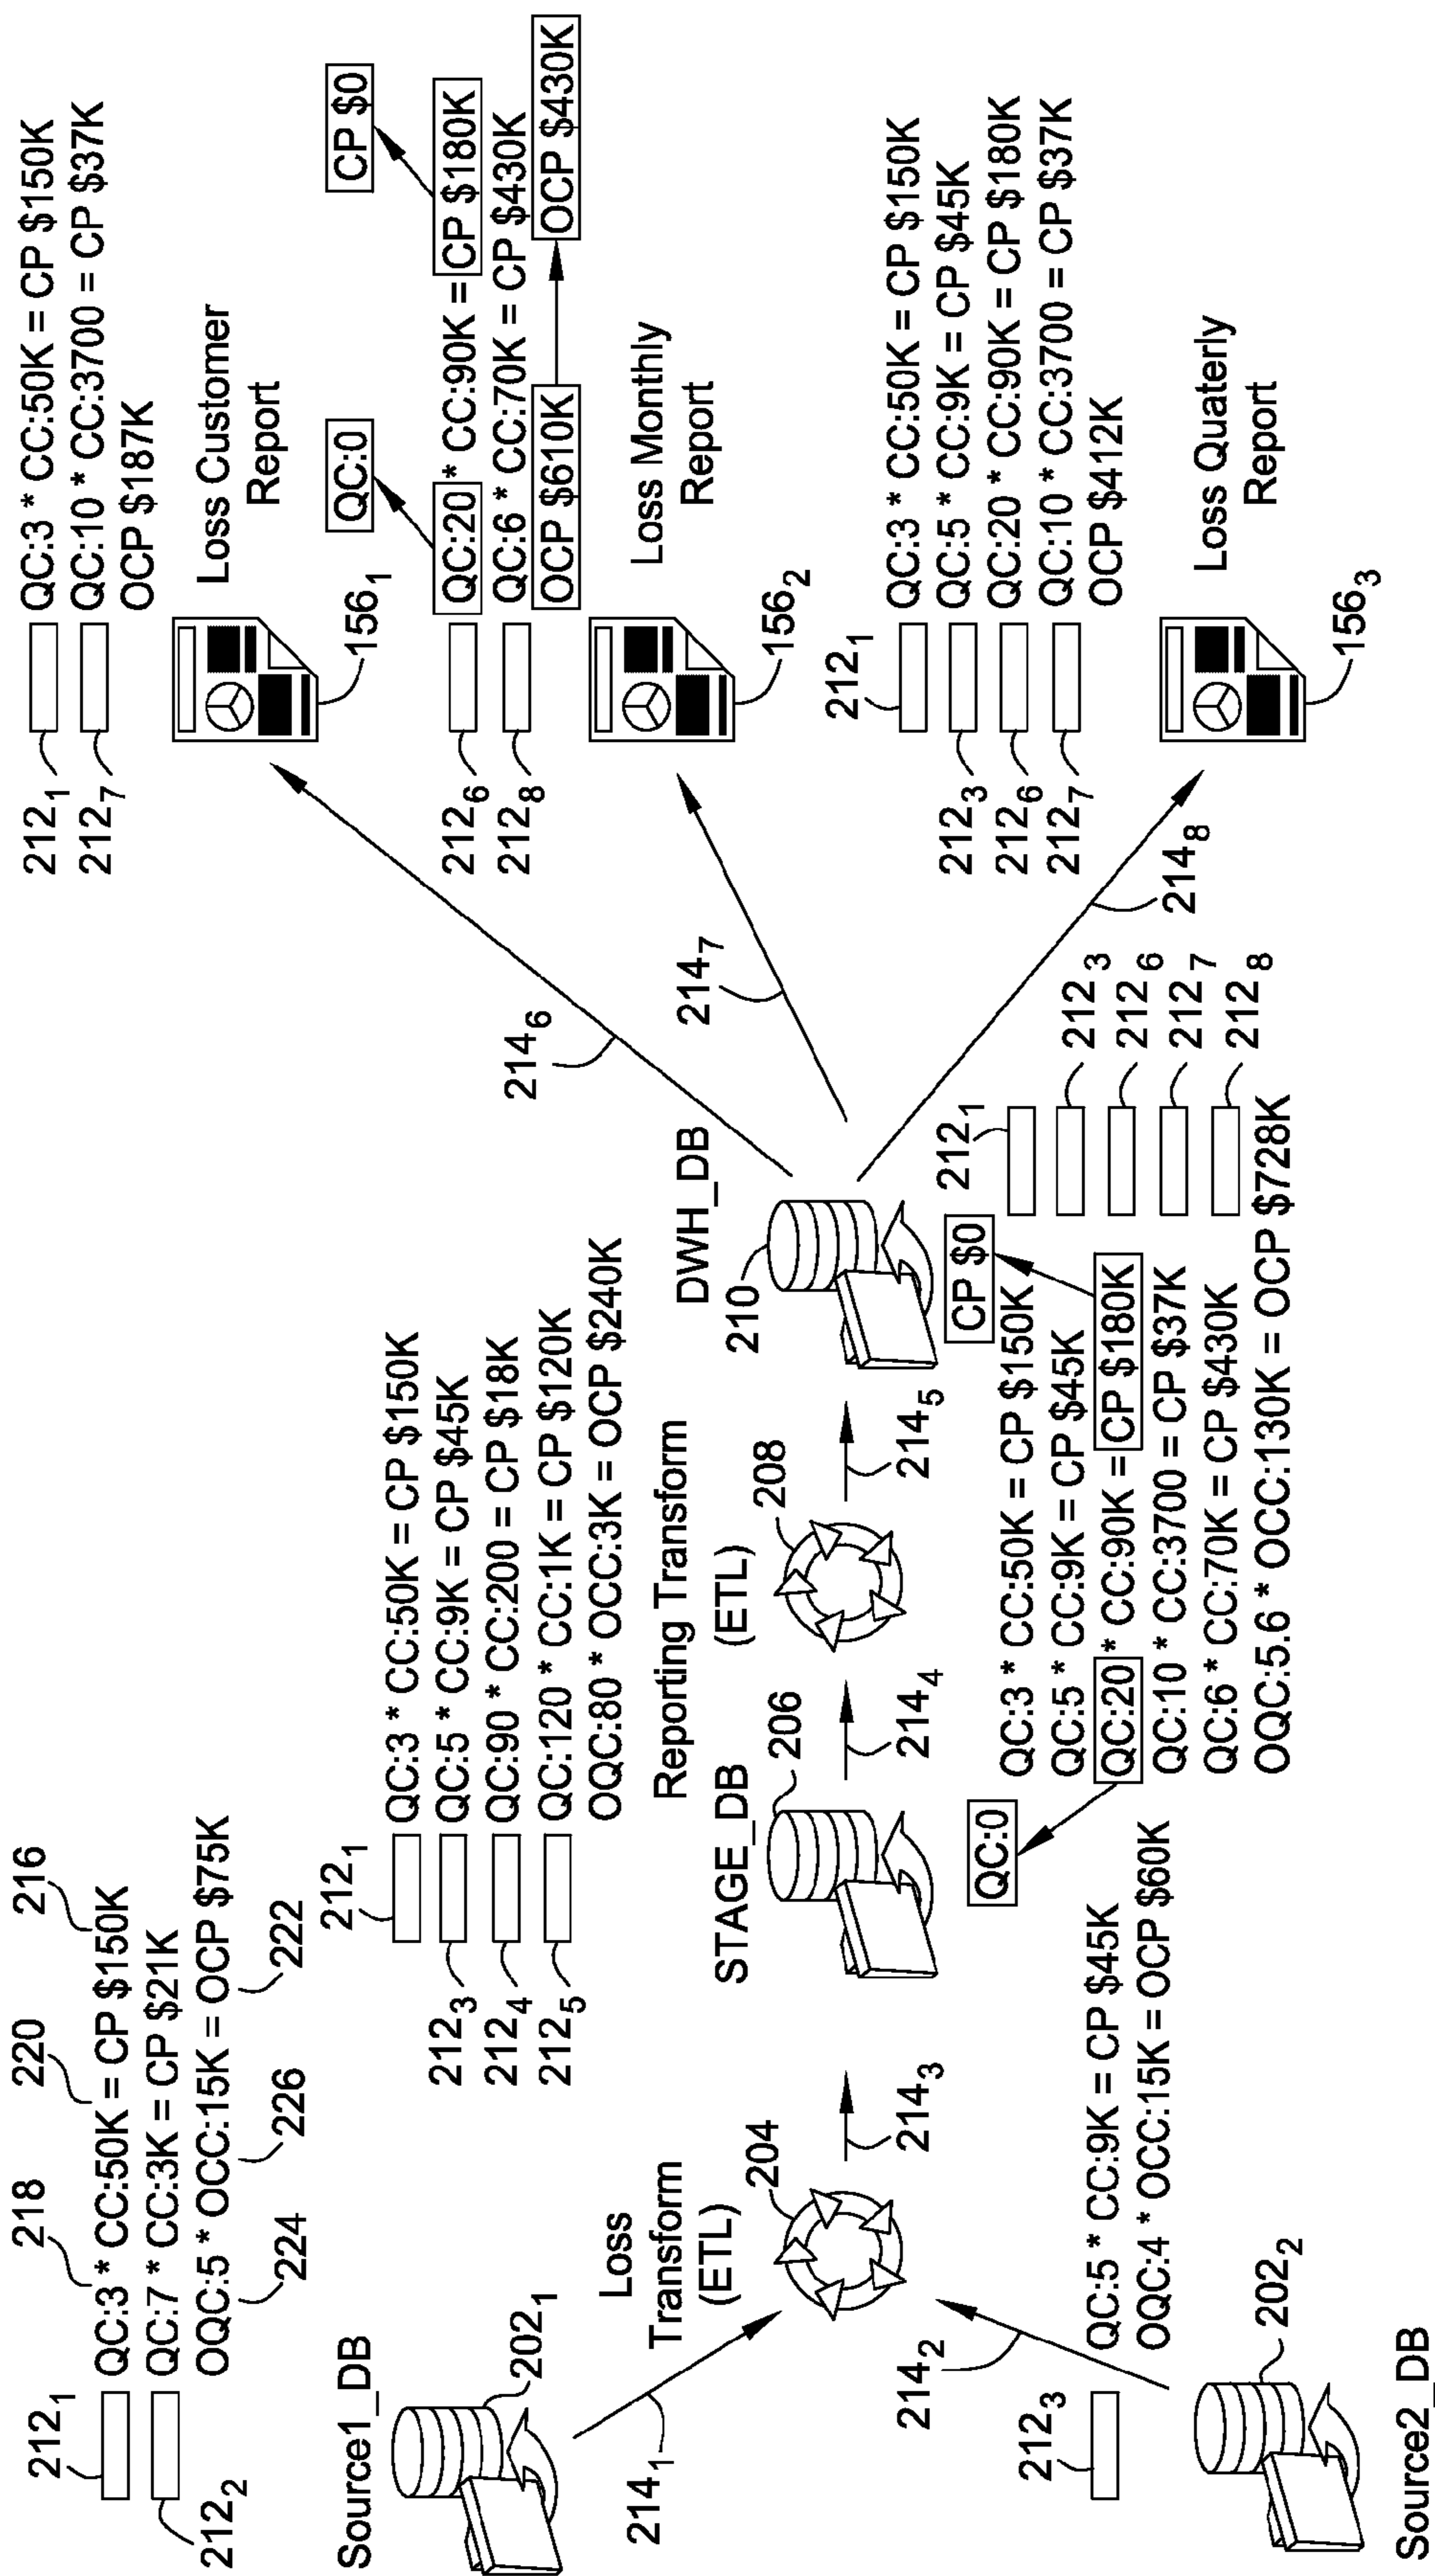 218
220
216
212₁
QC:3 * CC:50K = CP $150K
212₂
QC:7 * CC:3K = CP $21K
OQC:5 * OCC:15K = OCP $75K
224
226
222
Source1_DB
202₁
214₁
Loss
Transform
(ETL)
204
214₂
212₃
QC:5 * CC:9K = CP $45K
OQC:4 * OCC:15K = OCP $60K
202₂
Source2_DB
214₃
212₁
QC:3 * CC:50K = CP $150K
212₃
QC:5 * CC:9K = CP $45K
212₄
QC:90 * CC:200 = CP $18K
212₅
QC:120 * CC:1K = CP $120K
OQC:80 * OCC:3K = OCP $240K
STAGE_DB
206
214₄
Reporting Transform
(ETL)
208
214₅
DWH_DB
210
QC:0
CP $0
212₁
QC:3 * CC:50K = CP $150K
212₃
QC:5 * CC:9K = CP $45K
212₆
QC:20 * CC:90K = CP $180K
212₇
QC:10 * CC:3700 = CP $37K
212₈
QC:6 * CC:70K = CP $430K
OQC:5.6 * OCC:130K = OCP $728K
214₆
214₇
214₈
212₁
QC:3 * CC:50K = CP $150K
212₇
QC:10 * CC:3700 = CP $37K
OCP $187K
Loss Customer
Report
156₁
QC:0
CP $0
212₆
QC:20 * CC:90K = CP $180K
212₈
QC:6 * CC:70K = CP $430K
OCP $610K
OCP $430K
Loss Monthly
Report
156₂
212₁
QC:3 * CC:50K = CP $150K
212₃
QC:5 * CC:9K = CP $45K
212₆
QC:20 * CC:90K = CP $180K
212₇
QC:10 * CC:3700 = CP $37K
OCP $412K
Loss Quaterly
Report
156₃